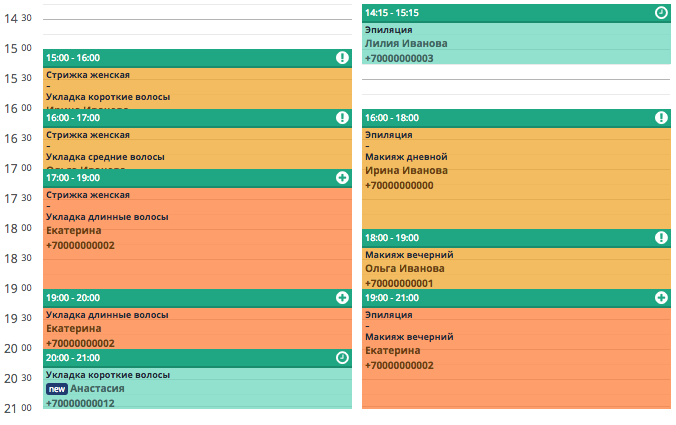 14 30
15 00
15 30
16 00
16 30
17 00
17 30
18 00
18 30
19 00
19 30
20 00
20 30
21 00
15:00 - 16:00
Стрижка женская
–
Укладка короткие волосы
Ирина Иванова
16:00 - 17:00
Стрижка женская
–
Укладка средние волосы
Ольга Иванова
17:00 - 19:00
Стрижка женская
–
Укладка длинные волосы
Екатерина
+70000000002
19:00 - 20:00
Укладка длинные волосы
Екатерина
+70000000002
20:00 - 21:00
Укладка короткие волосы
new Анастасия
+70000000012
14:15 - 15:15
Эпиляция
Лилия Иванова
+70000000003
16:00 - 18:00
Эпиляция
–
Макияж дневной
Ирина Иванова
+7000000000
18:00 - 19:00
Макияж вечерний
Ольга Иванова
+70000000001
19:00 - 21:00
Эпиляция
–
Макияж вечерний
Екатерина
+70000000002